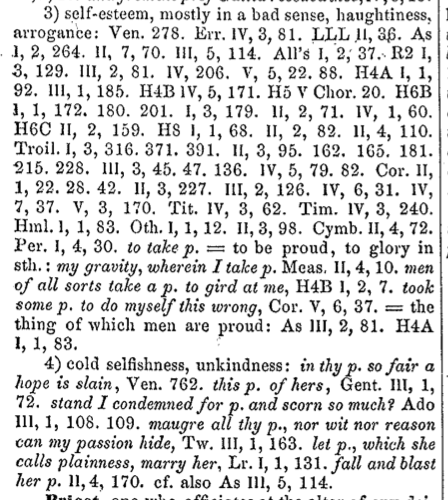 3) self-esteem, mostly in a bad sense, haughtiness,
arrogance: Ven. 278. Err. IV, 3, 81. LLL II, 36. As
1, 2, 264. II, 7, 70. III, 5, 114. All's I, 2, 37. R2 I,
3, 129. III, 2, 81. IV, 206. V, 5, 22. 88. H4A I, 1,
92. III, 1, 185. H4B IV, 5, 171. H5 V Chor. 20. H6B
I, 1, 172. 180. 201. I, 3, 179. II, 2, 71. IV, 1, 60.
H6C II, 2, 159. H8 I, 1, 68. II, 2, 82. II, 4, 110.
Troil. I, 3, 316. 371. 391. II, 3, 95. 162. 165. 181.
215. 228. III, 3, 45. 47. 136. IV, 5, 79. 82. Cor. II,
1, 22. 28. 42. II, 3, 227. III, 2, 126. IV, 6, 31. IV,
7, 37. V, 3, 170. Tit. IV, 3, 62. Tim. IV, 3, 240.
Hml. I, 1, 83. Oth. I, 1, 12. II, 3, 98. Cymb. II, 4, 72.
Per. I, 4, 30. to take p. = to be proud, to glory in
sth.: my gravity, wherein I take p. Meas. II, 4, 10. men
of all sorts take a p. to gird at me, H4B I, 2, 7. took
some p. to do myself this wrong, Cor. V, 6, 37. = the
thing of which men are proud: As III, 2, 81. H4A
I, 1, 83.
4) cold selfishness, unkindness: in thy p. so fair a
hope is slain, Ven. 762. this p. of hers, Gent. III, 1,
72. stand I condemned for p. and scorn so much? Ado
III, 1, 108. 109. maugre all thy p., nor wit nor reason
can my passion hide, Tw. III, 1, 163. let p., which she
calls plainness, marry her, Lr. I, 1, 131. fall and blast
her p. II, 4, 170. cf. also As III, 5, 114.